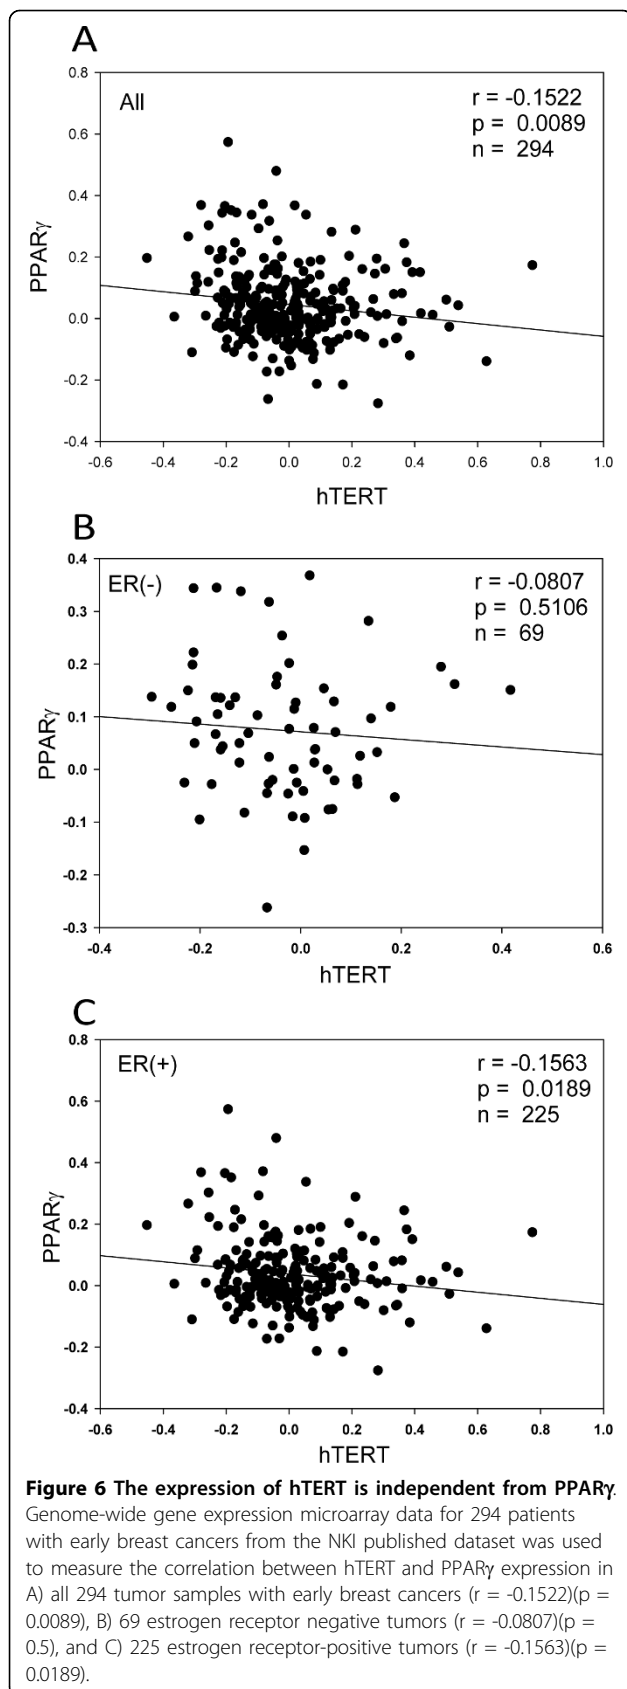 A
All
r = -0.1522
p = 0.0089
n = 294
0.8
0.6
0.4
0.2
0.0
-0.2
-0.4
PPARγ
-0.6 -0.4 -0.2 0.0 0.2 0.4 0.6 0.8 1.0
hTERT
B
ER(-)
r = -0.0807
p = 0.5106
n = 69
0.4
0.3
0.2
0.1
0.0
-0.1
-0.2
-0.3
PPARγ
-0.4 -0.2 0.0 0.2 0.4 0.6
hTERT
C
ER(+)
r = -0.1563
p = 0.0189
n = 225
0.8
0.6
0.4
0.2
0.0
-0.2
-0.4
PPARγ
-0.6 -0.4 -0.2 0.0 0.2 0.4 0.6 0.8 1.0
hTERT
Figure 6 The expression of hTERT is independent from PPARγ.
Genome-wide gene expression microarray data for 294 patients
with early breast cancers from the NKI published dataset was used
to measure the correlation between hTERT and PPARγ expression in
A) all 294 tumor samples with early breast cancers (r = -0.1522)(p =
0.0089), B) 69 estrogen receptor negative tumors (r = -0.0807)(p =
0.5), and C) 225 estrogen receptor-positive tumors (r = -0.1563)(p =
0.0189).